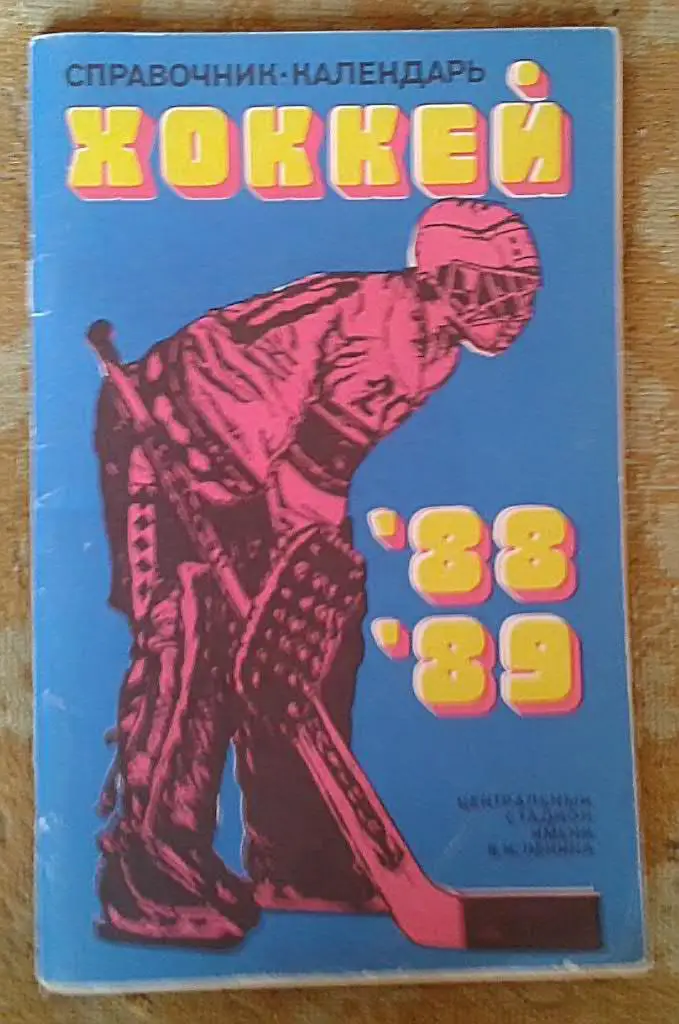 СПРАВОЧНИК·КАЛЕНДАРЬ
ХОККЕЙ
'88
'89
ЦЕНТРАЛЬНЫЙ
СТАДИОН
ИМЕНИ
В.И. ЛЕНИНА